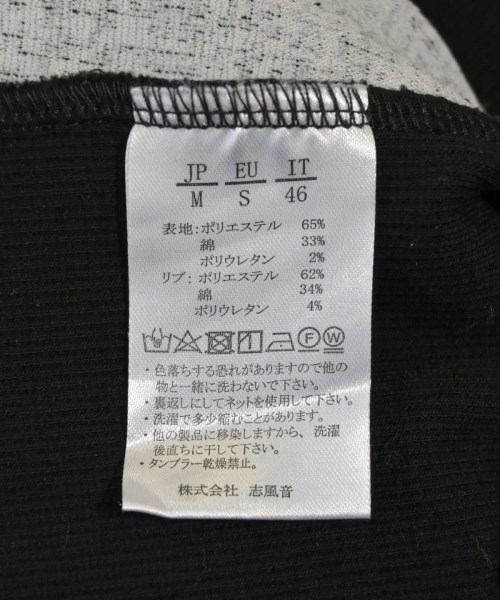 JP EU IT
M S 46
表地:ポリエステル 65%
綿 33%
ポリウレタン 2%
リブ:ポリエステル 62%
綿 34%
ポリウレタン 4%
F W
・色落ちする恐れがありますので他の
物と一緒に洗わないで下さい。
・裏返しにしてネットを使用して下さい。
・洗濯で多少縮むことがあります。
・他の製品に移染しますから、洗濯
後直ちに干して下さい。
・タンブラー乾燥禁止。
株式会社 志風音